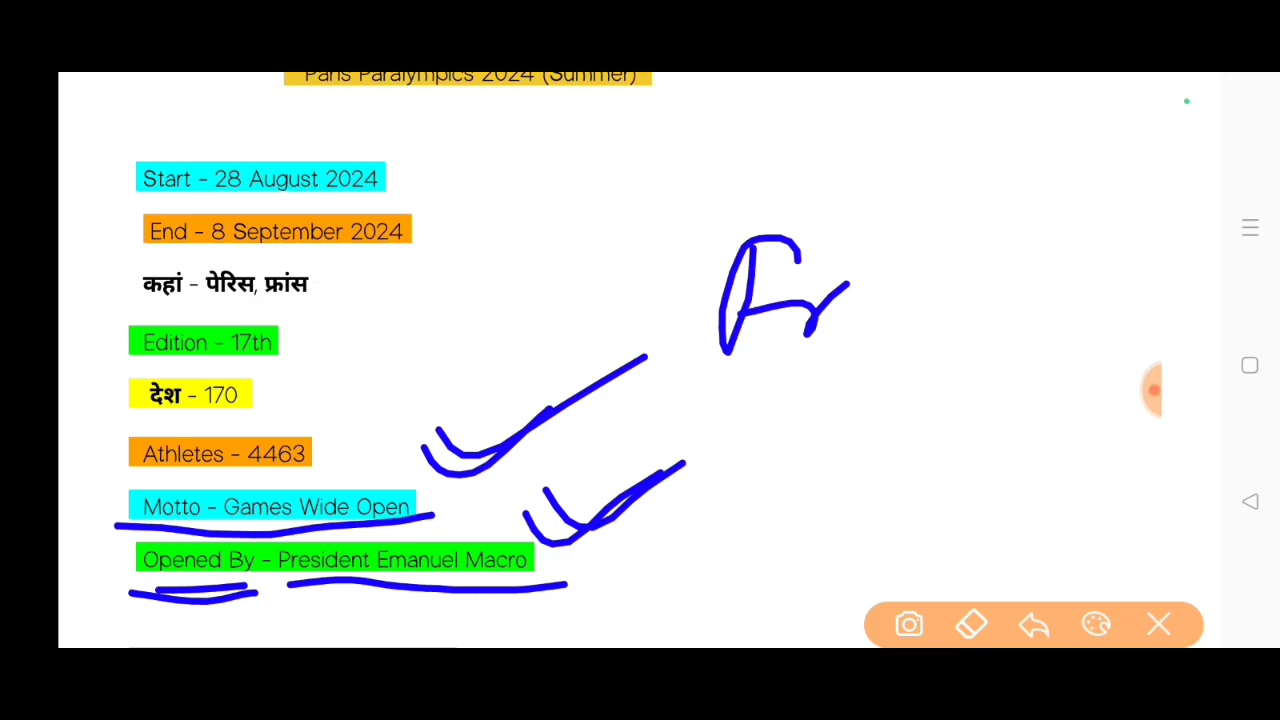 Paris Paralympics 2024 (Summer)
Start - 28 August 2024
End - 8 September 2024
कहां - पेरिस, फ्रांस
Edition - 17th
देश - 170
Athletes - 4463
Motto - Games Wide Open
Opened By - President Emanuel Macro